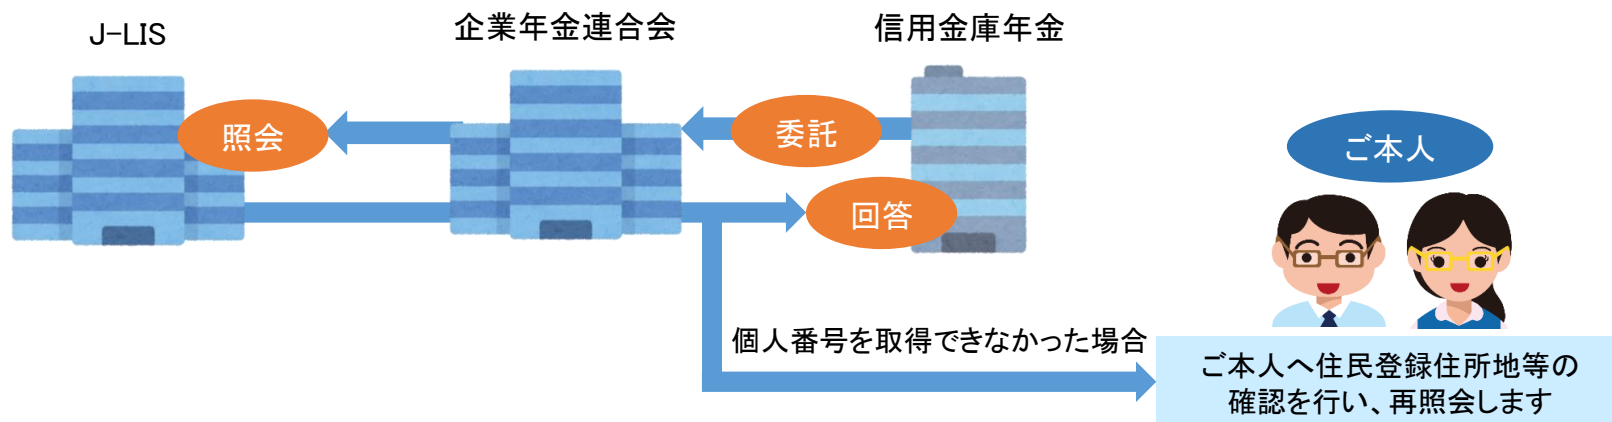 J-LIS
企業年金連合会
信用金庫年金
照会
委託
ご本人
回答
個人番号を取得できなかった場合
ご本人へ住民登録住所地等の
確認を行い、再照会します